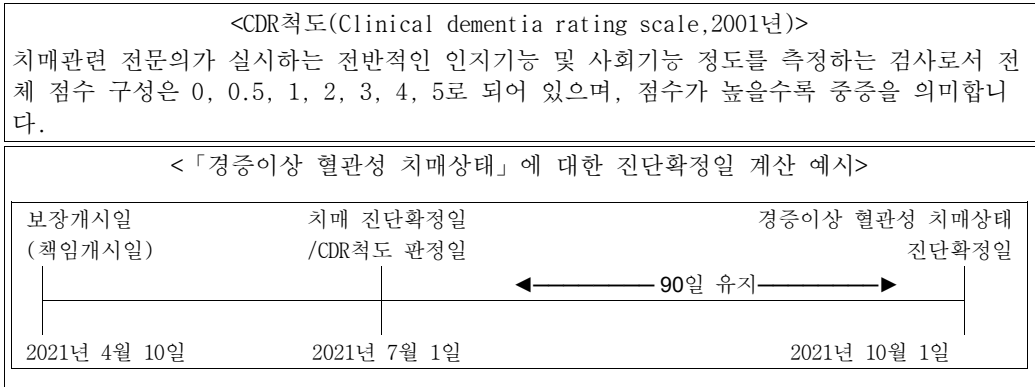 <CDR척도(Clinical dementia rating scale,2001년)>
치매관련 전문의가 실시하는 전반적인 인지기능 및 사회기능 정도를 측정하는 검사로서 전
체 점수 구성은 0, 0.5, 1, 2, 3, 4, 5로 되어 있으며, 점수가 높을수록 중증을 의미합니
다.
<「경증이상 혈관성 치매상태」에 대한 진단확정일 계산 예시>
보장개시일 치매 진단확정일 경증이상 혈관성 치매상태
(책임개시일) /CDR척도 판정일 진단확정일
90일 유지
2021년 4월 10일 2021년 7월 1일 2021년 10월 1일